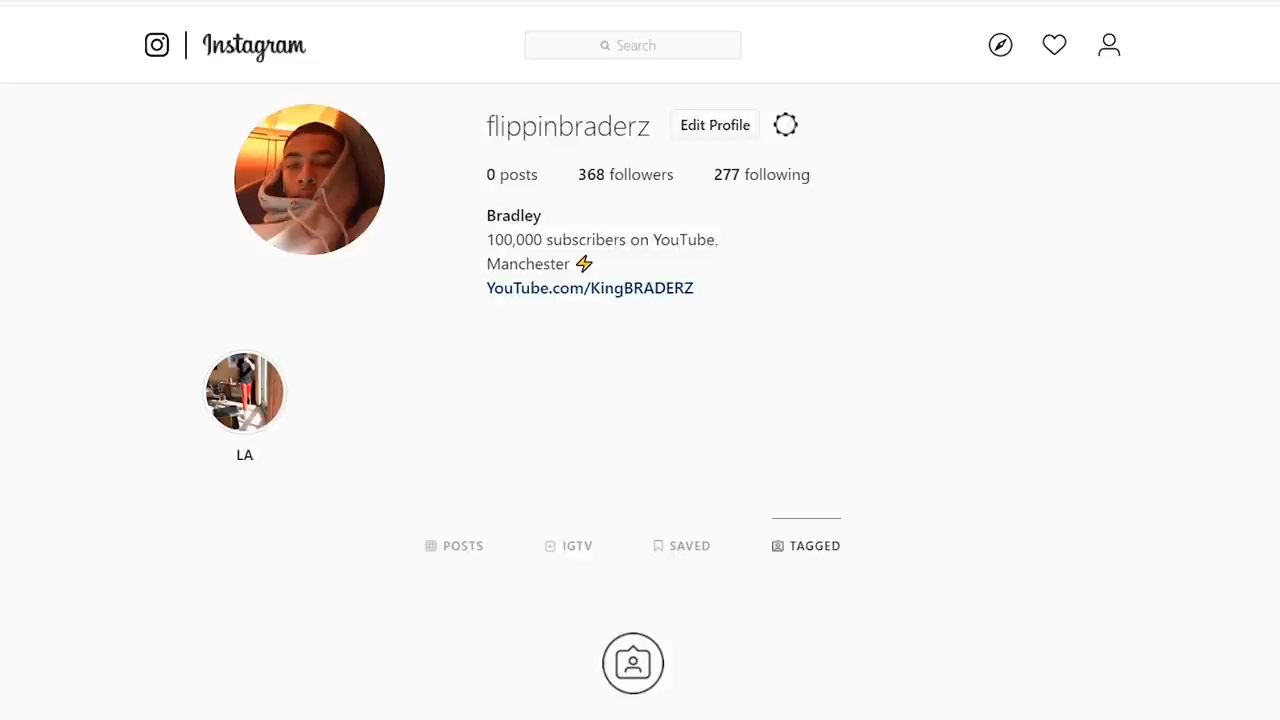 Instagram
Search
flippinbraderz
Edit Profile
0 posts
368 followers
277 following
Bradley
100,000 subscribers on YouTube.
Manchester ⚡
YouTube.com/KingBRADERZ
LA
POSTS
IGTV
SAVED
TAGGED